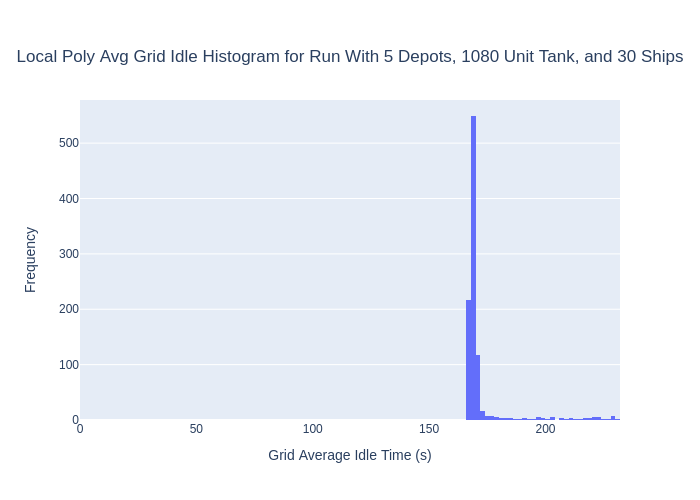 Local Poly Avg Grid Idle Histogram for Run With 5 Depots, 1080 Unit Tank, and 30 Ships
500
400
300
200
100
0
Frequency
0 50 100 150 200
Grid Average Idle Time (s)